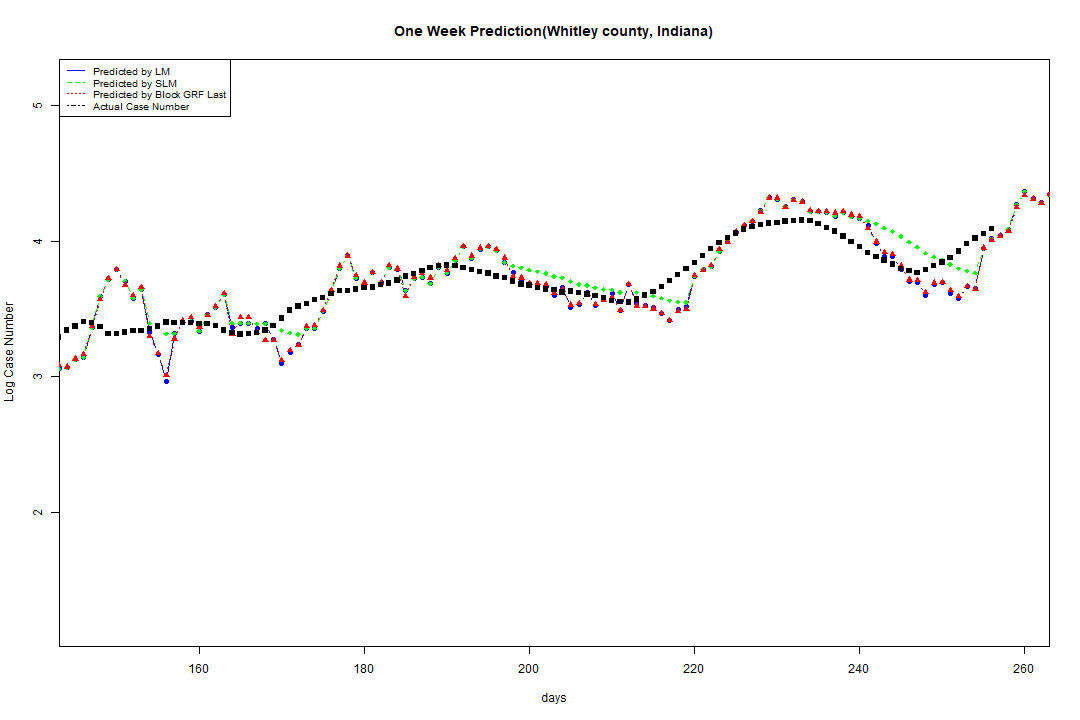 One Week Prediction(Whitley county, Indiana)
Predicted by LM
Predicted by SLM
Predicted by Block GRF Last
Actual Case Number
5
4
3
2
Log Case Number
160 180 200 220 240 260
days